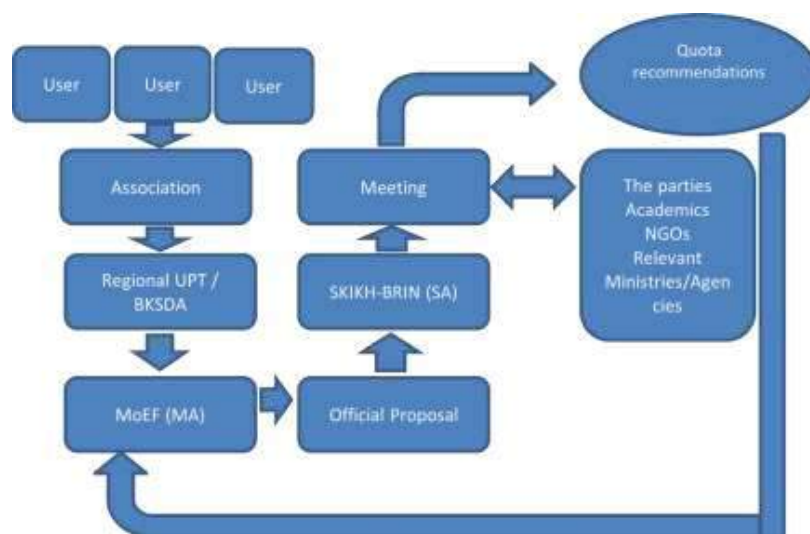 User
User
User
Quota
recommendations
Association
Meeting
The parties
Academics
NGOs
Relevant
Ministries/Agen
cies
Regional UPT /
BKSDA
SKIKH-BRIN (SA)
MoEF (MA)
Official Proposal